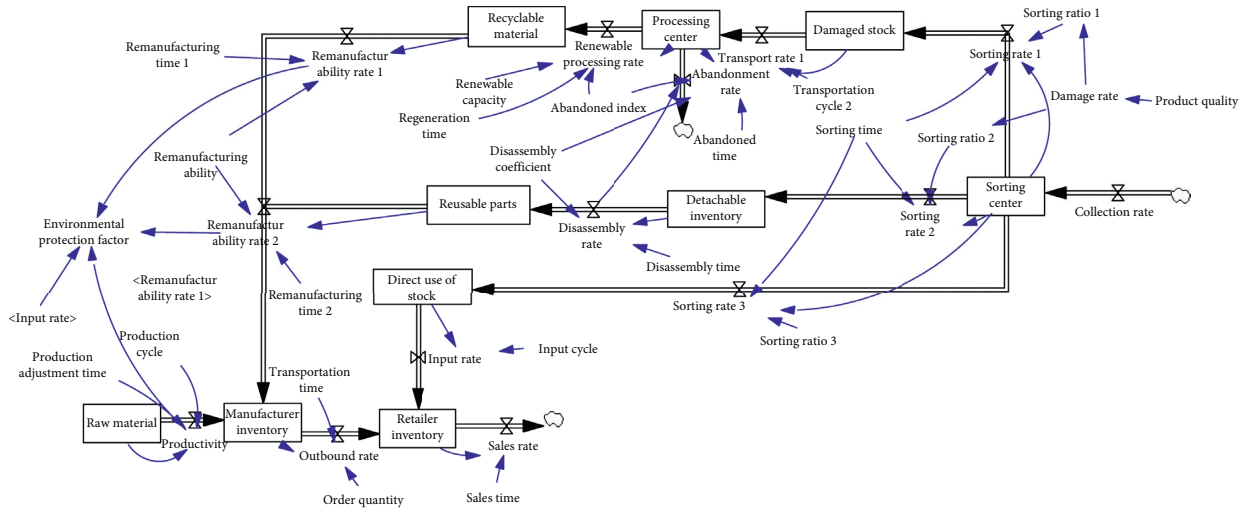 Recyclable
material
Processing
center
Damaged stock
Sorting ratio 1
Remanufacturing
time 1
Remanufactur
ability rate 1
Renewable
processing rate
Transport rate 1
Sorting rate 1
Renewable
capacity
Abandonment
rate
Transportation
cycle 2
Damage rate
Product quality
Regeneration
time
Abandoned index
Abandoned
time
Sorting time
Sorting ratio 2
Remanufacturing
ability
Disassembly
coefficient
Reusable parts
Detachable
inventory
Sorting
center
Collection rate
Environmental
protection factor
Remanufactur
ability rate 2
Disassembly
rate
Sorting
rate 2
Disassembly time
<Remanufactur
ability rate 1>
Remanufacturing
time 2
Direct use of
stock
Sorting rate 3
<Input rate>
Sorting ratio 3
Production
cycle
Input rate
Input cycle
Production
adjustment time
Transportation
time
Raw material
Manufacturer
inventory
Retailer
inventory
Productivity
Outbound rate
Sales rate
Order quantity
Sales time